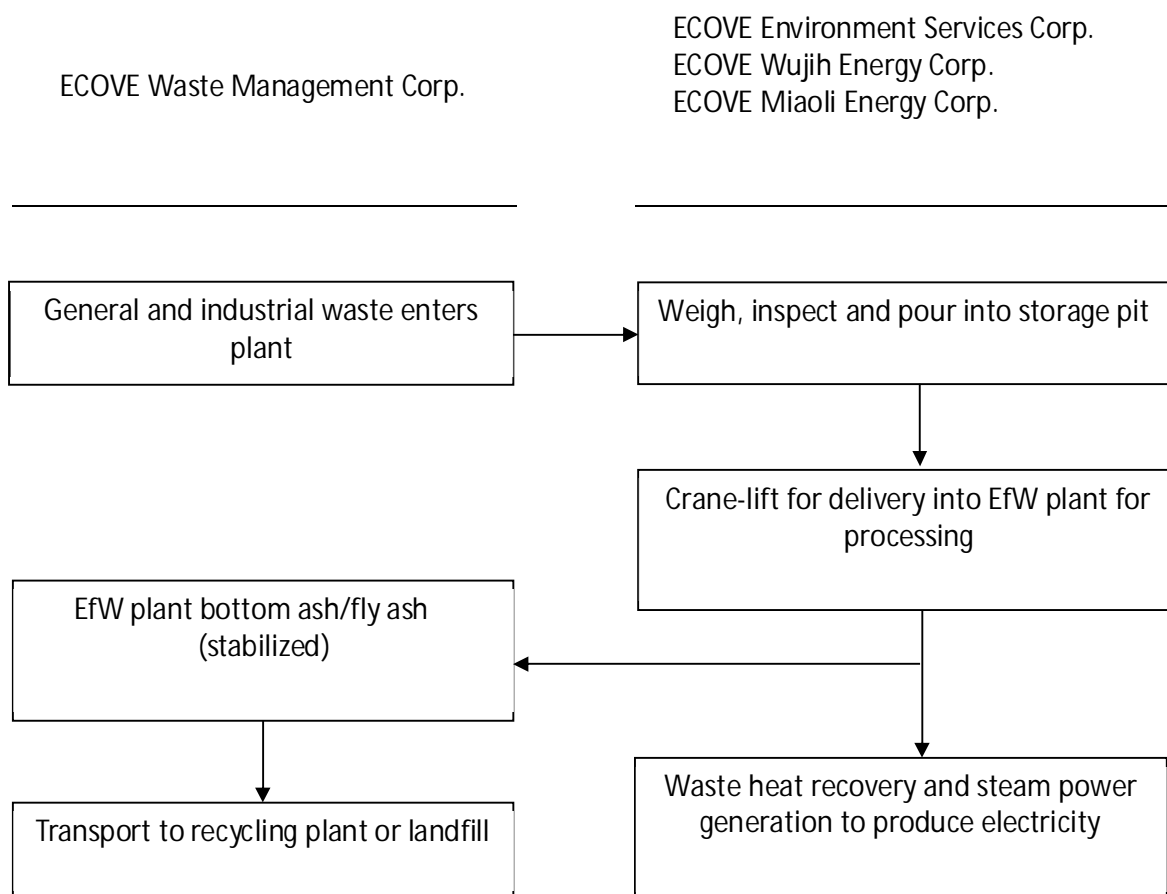 ECOVE Waste Management Corp.
ECOVE Environment Services Corp.
ECOVE Wujih Energy Corp.
ECOVE Miaoli Energy Corp.
General and industrial waste enters
plant
Weigh, inspect and pour into storage pit
Crane-lift for delivery into EfW plant for
processing
EfW plant bottom ash/fly ash
(stabilized)
Transport to recycling plant or landfill
Waste heat recovery and steam power
generation to produce electricity